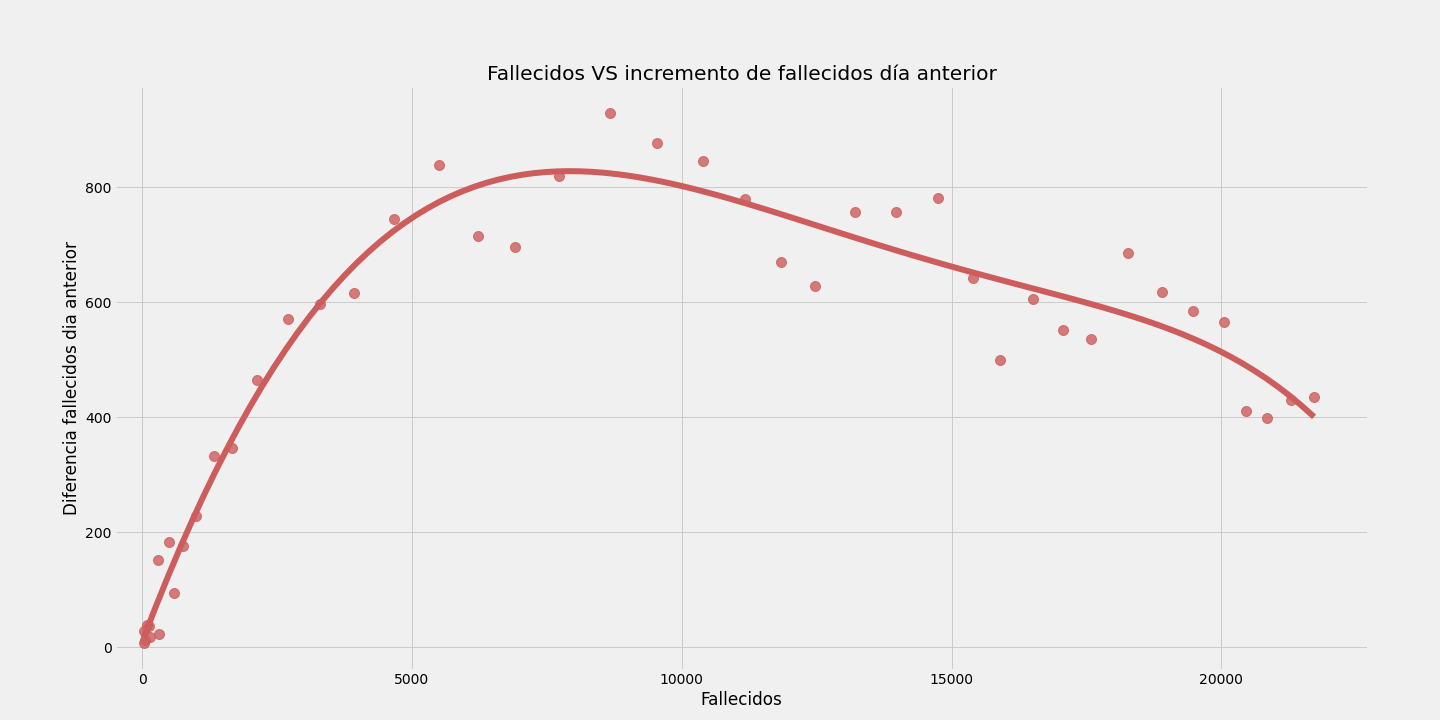 Fallecidos VS incremento de fallecidos día anterior
Diferencia fallecidos dia anterior
800
600
400
200
0
0 5000 10000 15000 20000
Fallecidos